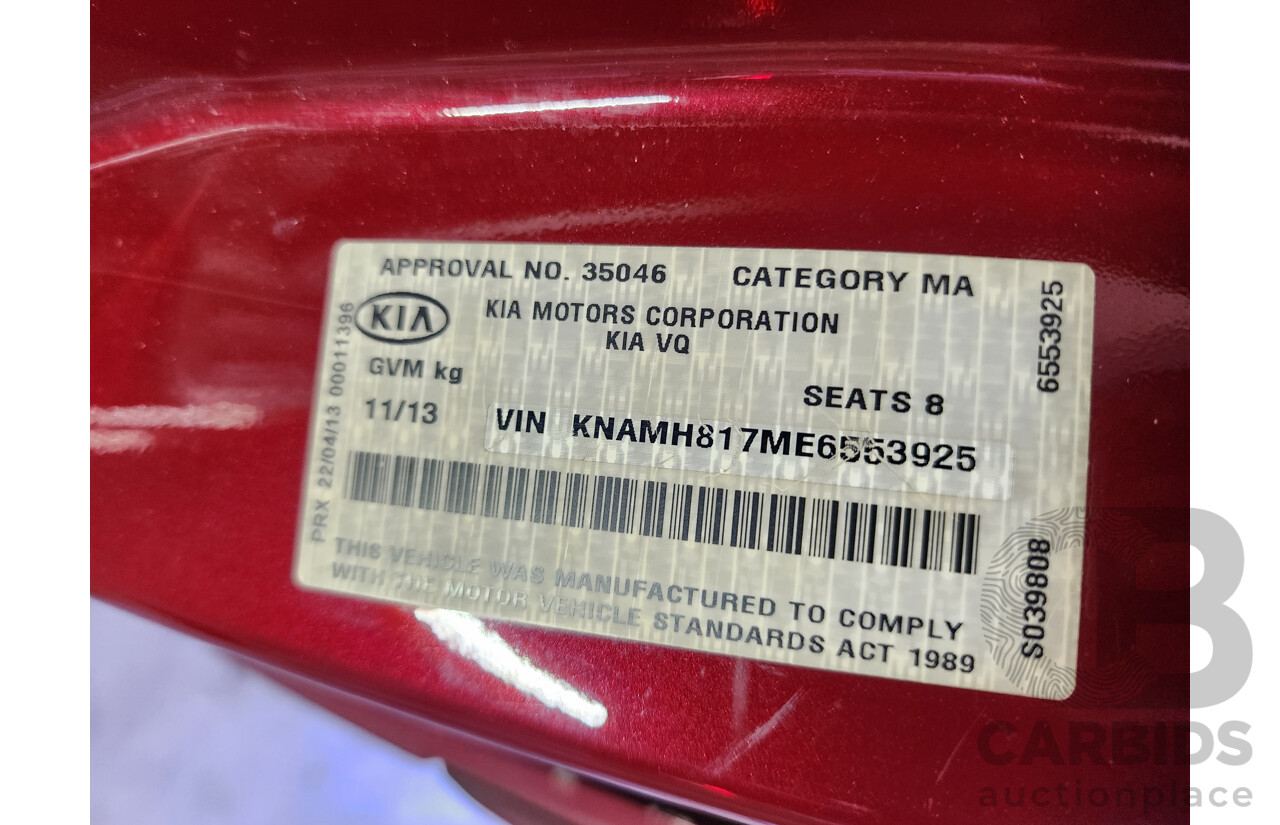 APPROVAL NO. 35046 CATEGORY MA
KIA
KIA MOTORS CORPORATION
KIA VQ
GVM kg
SEATS 8
11/13
VIN KNAMH817ME6553925
THIS VEHICLE WAS MANUFACTURED TO COMPLY
WITH THE MOTOR VEHICLE STANDARDS ACT 1989
PRX 22/04/13 00011396
6553925
S039808
CARBIDS
auctionplace